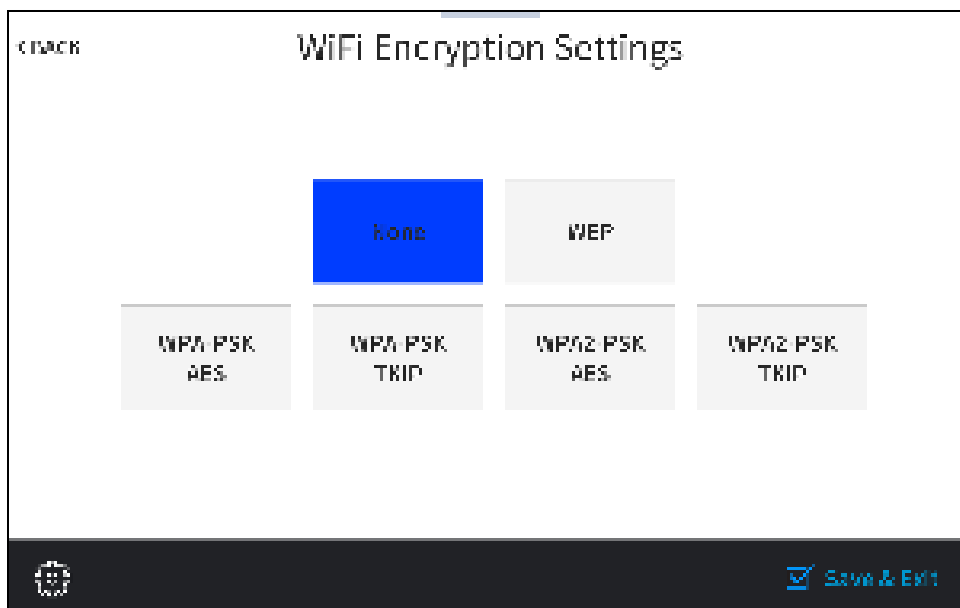 < BACK
WiFi Encryption Settings
None
WEP
WPA-PSK
AES
WPA-PSK
TKIP
WPA2-PSK
AES
WPA2-PSK
TKIP
Save & Exit